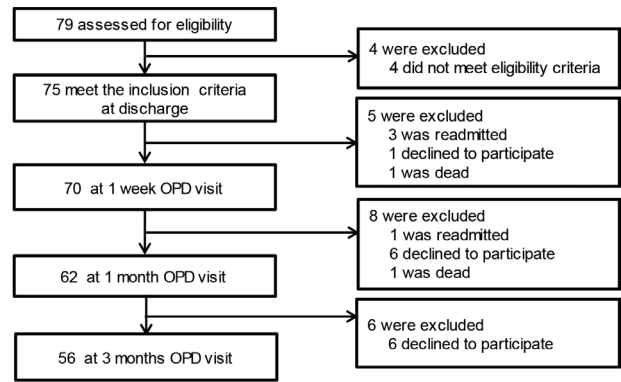 79 assessed for eligibility
4 were excluded
4 did not meet eligibility criteria
75 meet the inclusion criteria
at discharge
5 were excluded
3 was readmitted
1 declined to participate
1 was dead
70 at 1 week OPD visit
8 were excluded
1 was readmitted
6 declined to participate
1 was dead
62 at 1 month OPD visit
6 were excluded
6 declined to participate
56 at 3 months OPD visit